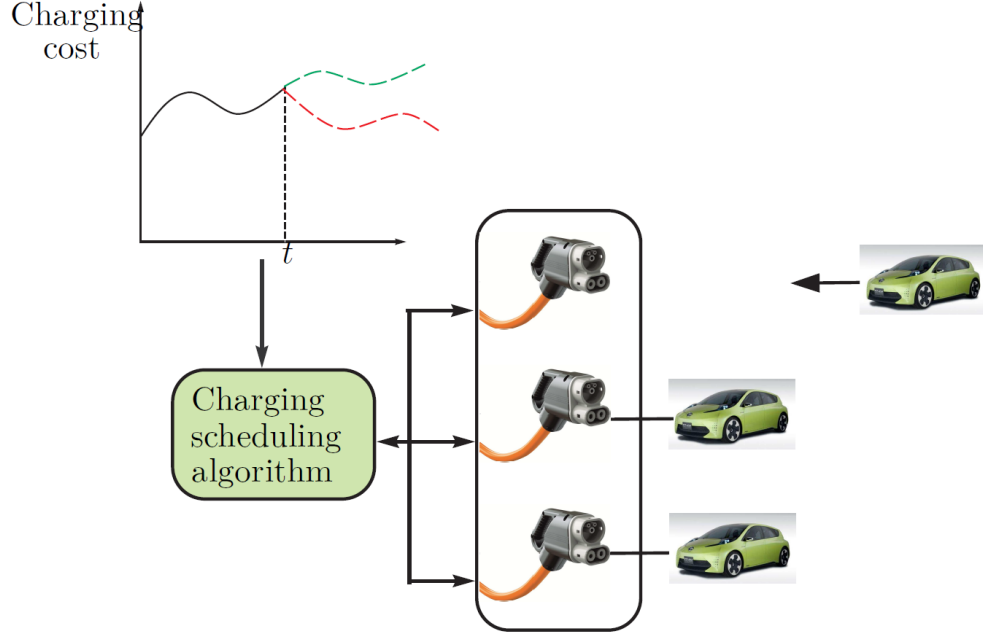 Charging
cost
t
Charging
scheduling
algorithm